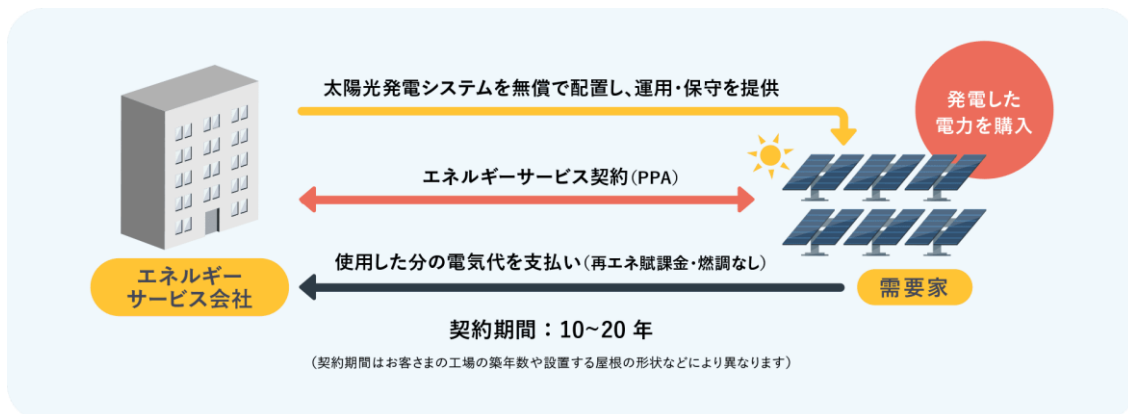 太陽光発電システムを無償で配置し、運用・保守を提供
発電した
電力を購入
エネルギーサービス契約(PPA)
使用した分の電気代を支払い(再エネ賦課金・燃調なし)
エネルギー
サービス会社
需要家
契約期間：10~20 年
(契約期間はお客さまの工場の築年数や設置する屋根の形状などにより異なります)